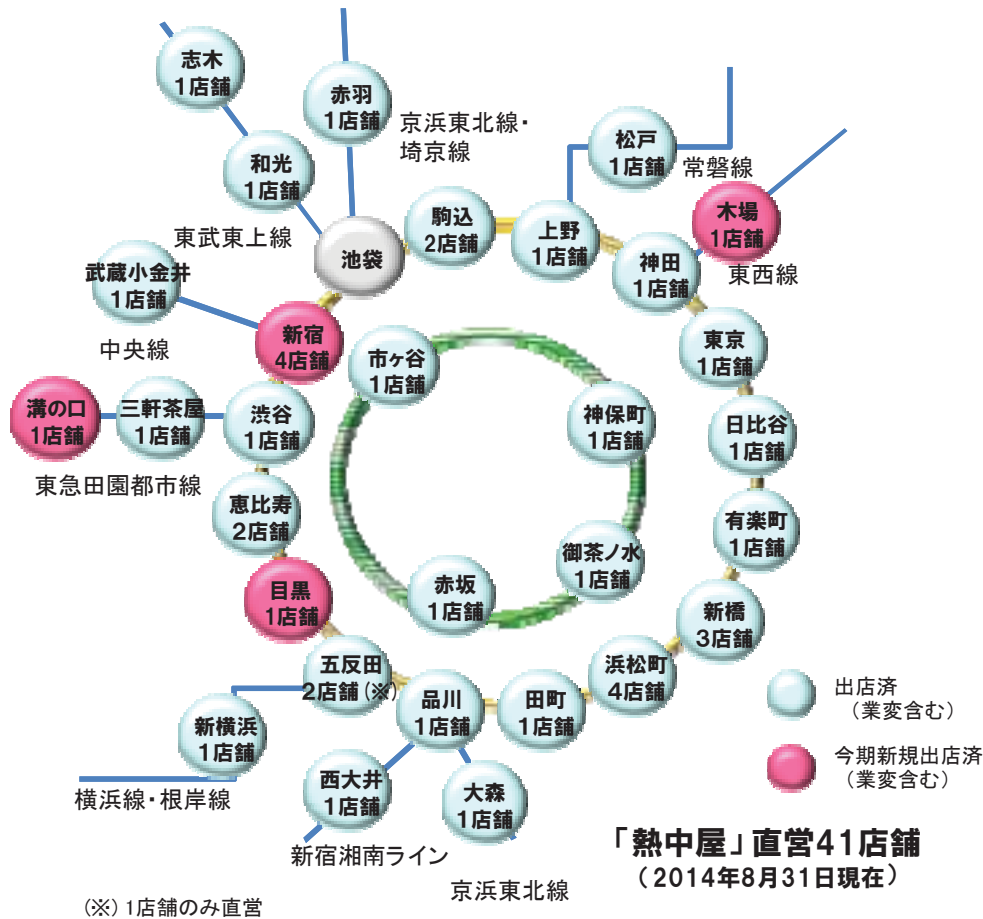 志木
1店舗
赤羽
1店舗
京浜東北線・
埼京線
松戸
1店舗
常磐線
和光
1店舗
東武東上線
駒込
2店舗
上野
1店舗
木場
1店舗
東西線
池袋
神田
1店舗
武蔵小金井
1店舗
中央線
新宿
4店舗
市ヶ谷
1店舗
東京
1店舗
溝の口
1店舗
三軒茶屋
1店舗
東急田園都市線
渋谷
1店舗
神保町
1店舗
日比谷
1店舗
恵比寿
2店舗
有楽町
1店舗
御茶ノ水
1店舗
赤坂
1店舗
目黒
1店舗
新橋
3店舗
五反田
2店舗(※)
浜松町
4店舗
品川
1店舗
田町
1店舗
新横浜
1店舗
横浜線・根岸線
西大井
1店舗
新宿湘南ライン
大森
1店舗
京浜東北線
出店済
(業変含む)
今期新規出店済
(業変含む)
「熱中屋」直営41店舗
(2014年8月31日現在)
(※)1店舗のみ直営